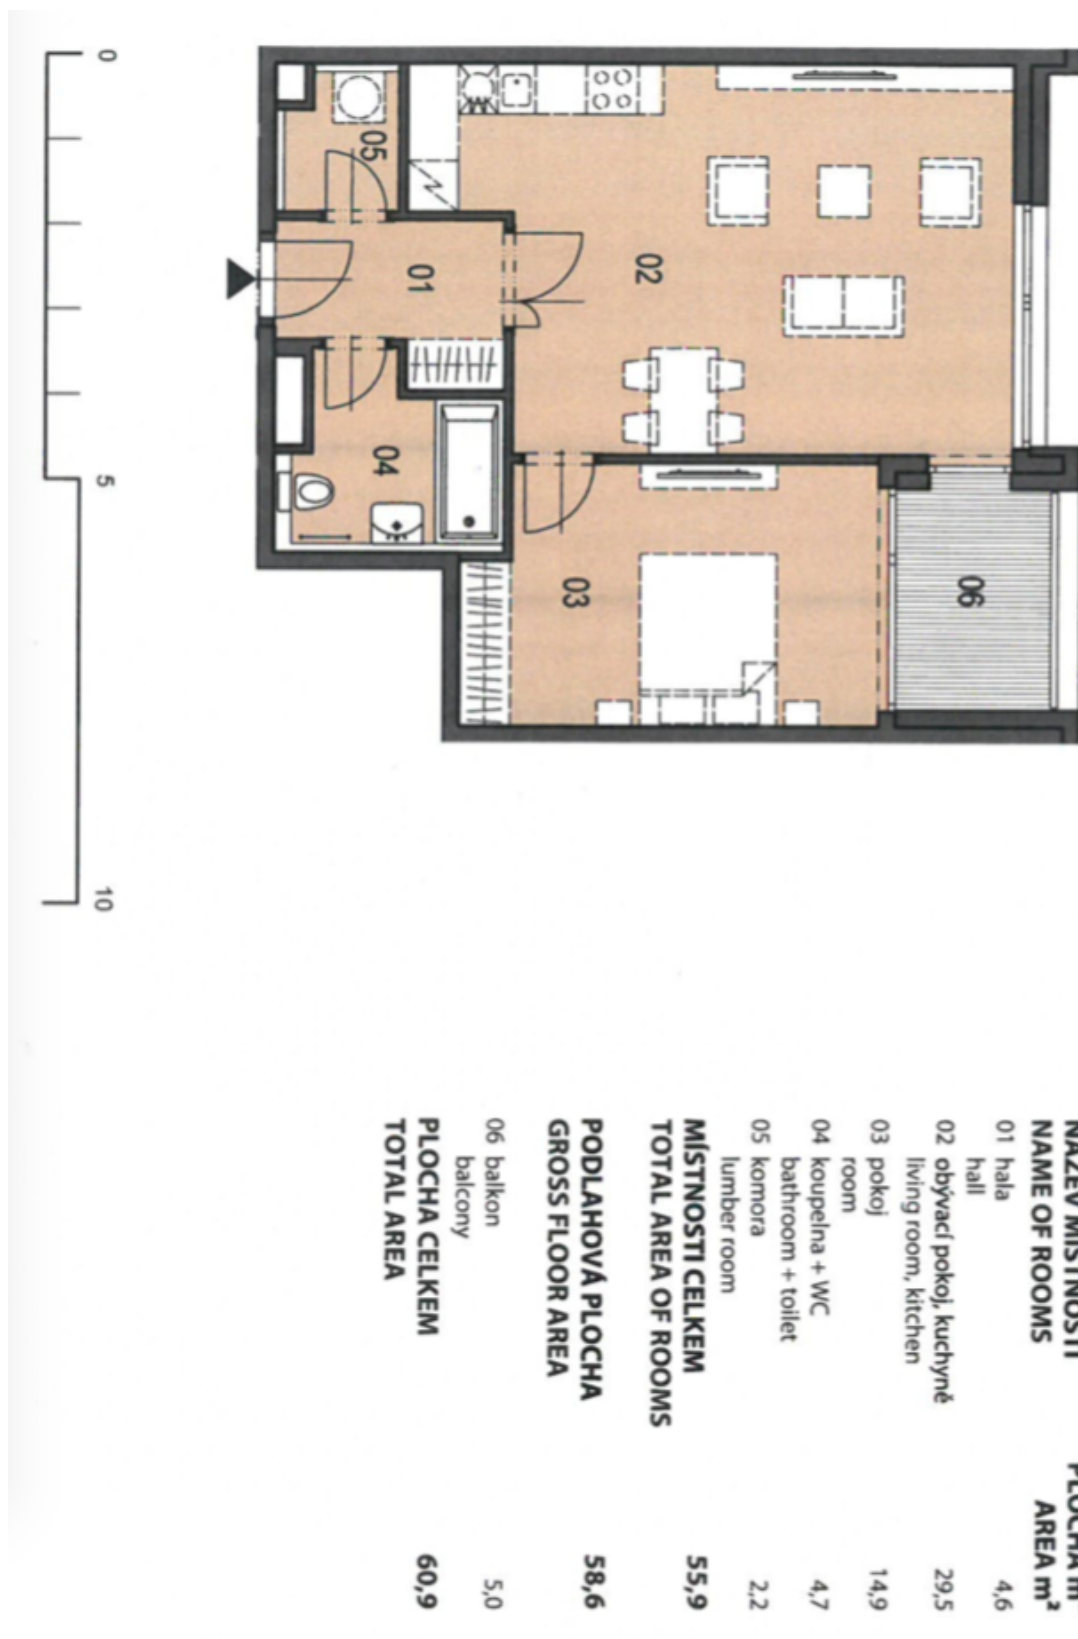 0
5
10
05
01
02
04
03
06
NÁZEV MÍSTNOSTI PLOCHA m
NAME OF ROOMS AREA m²
01 hala 4,6
hall
02 obývací pokoj, kuchyně 29,5
living room, kitchen
03 pokoj 14,9
room
04 koupelna + WC 4,7
bathroom + toilet
05 komora 2,2
lumber room
MÍSTNOSTI CELKEM 55,9
TOTAL AREA OF ROOMS
PODLAHOVÁ PLOCHA 58,6
GROSS FLOOR AREA
06 balkon 5,0
balcony
PLOCHA CELKEM 60,9
TOTAL AREA